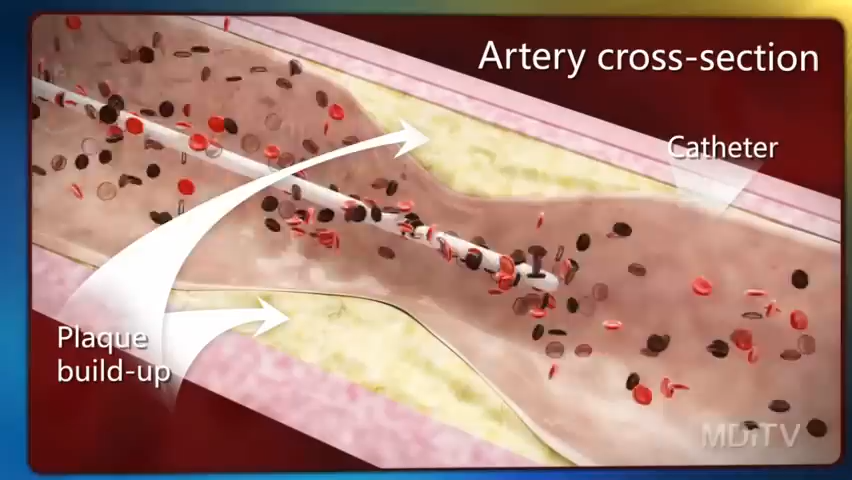 Artery cross-section
Catheter
Plaque
build-up
MDiTV